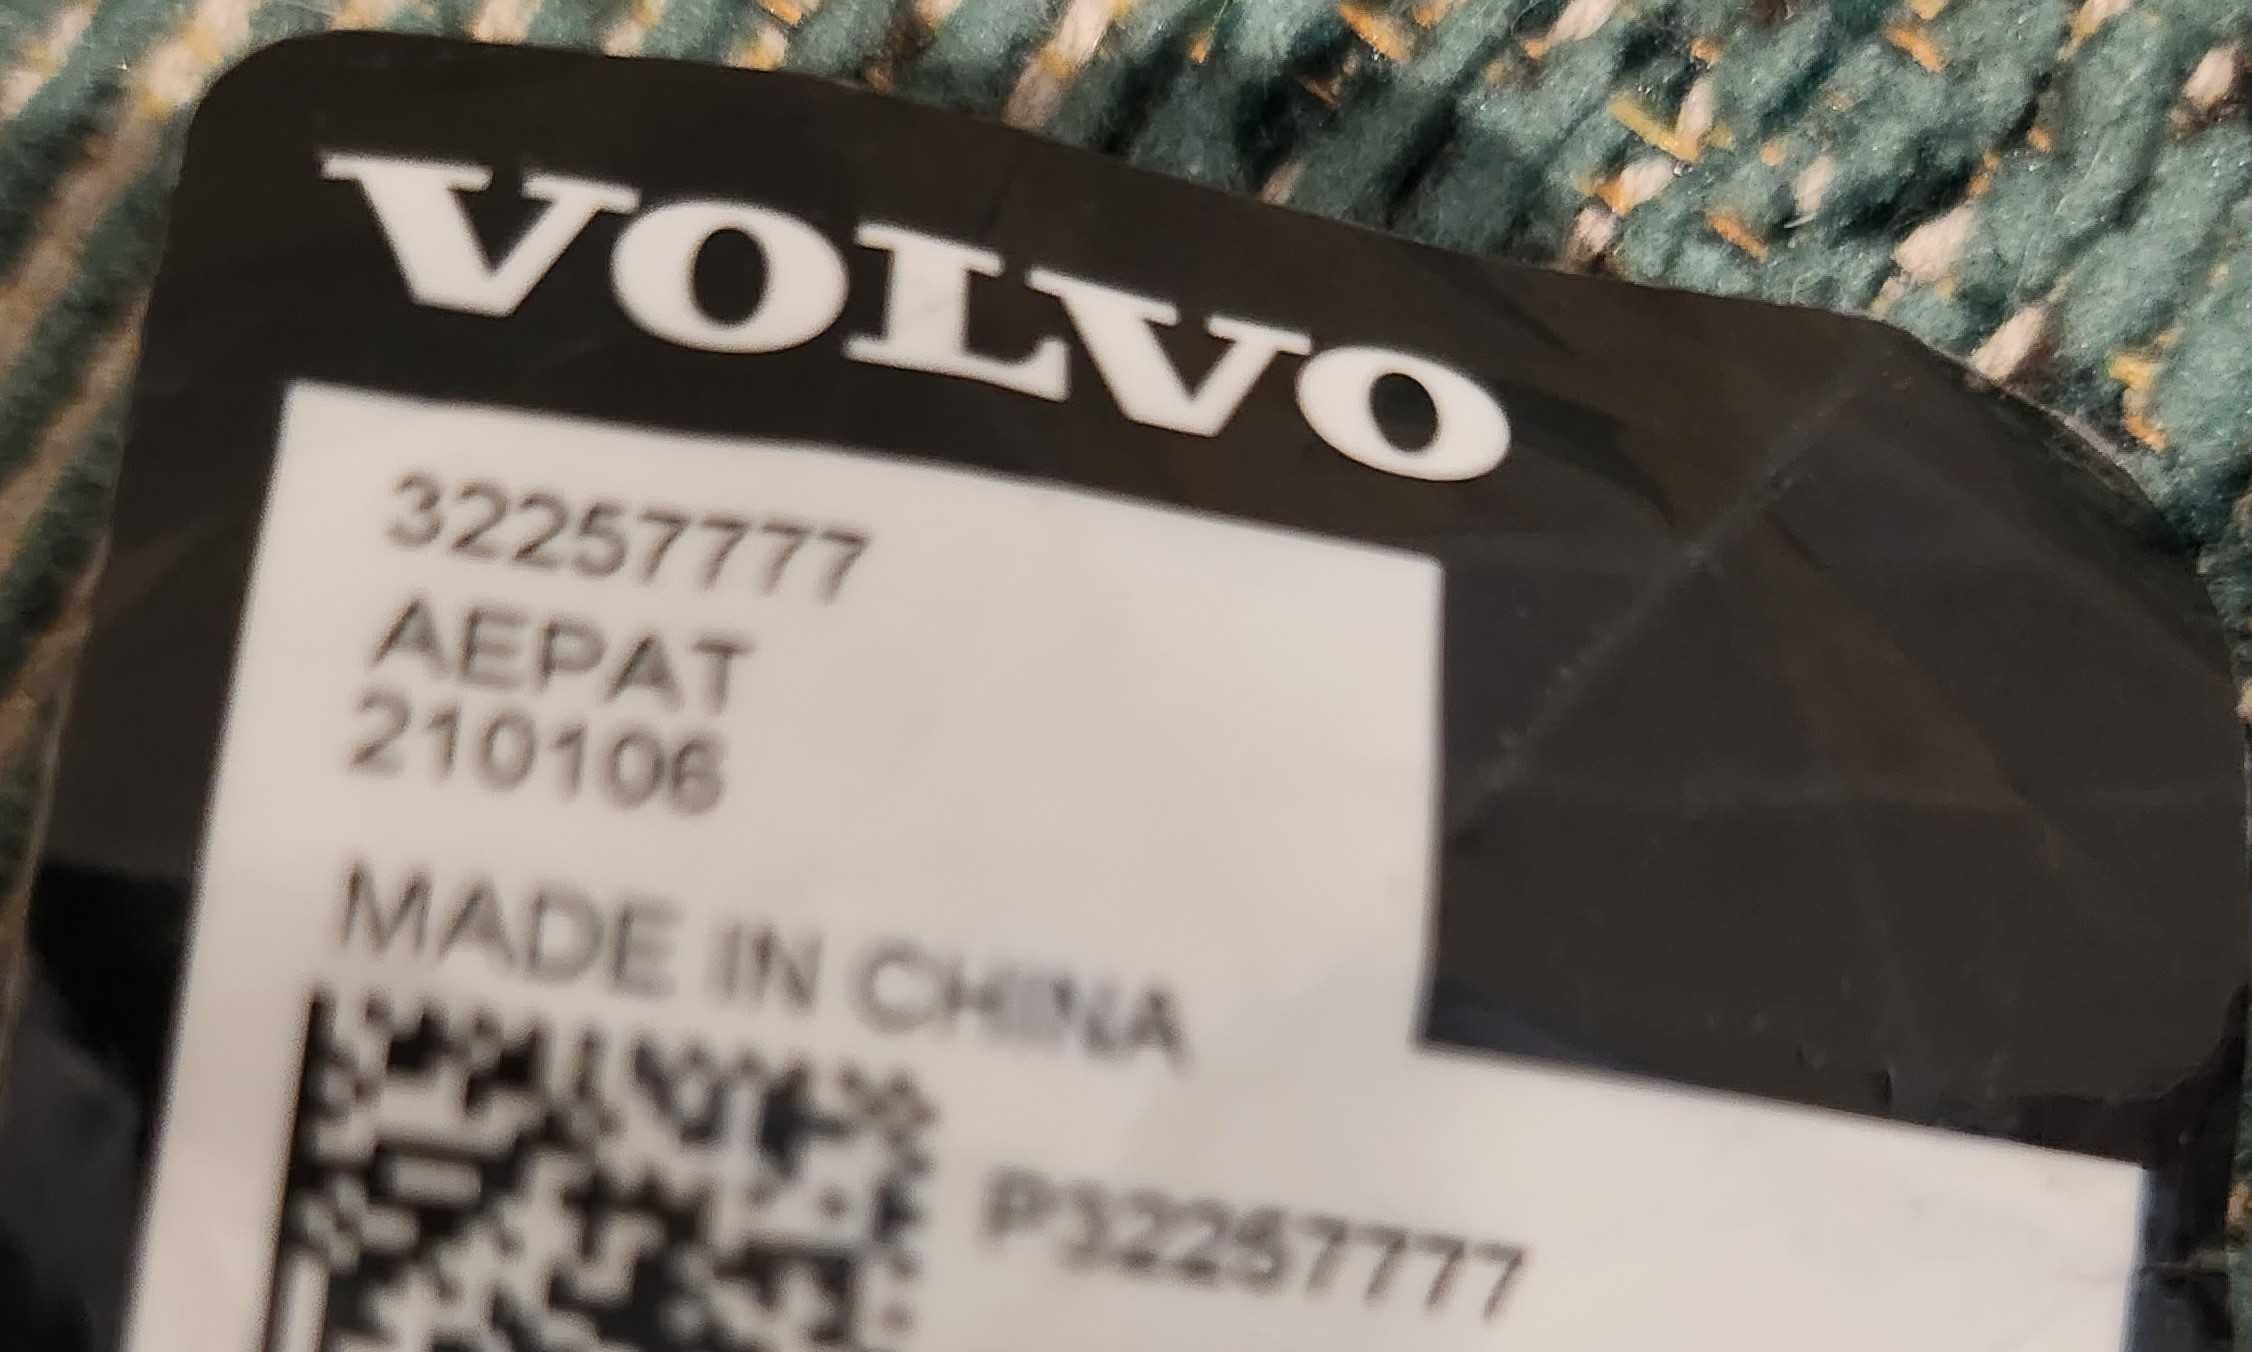 VOLVO
32257777
AEPAT
210106
MADE IN CHINA
P32257777